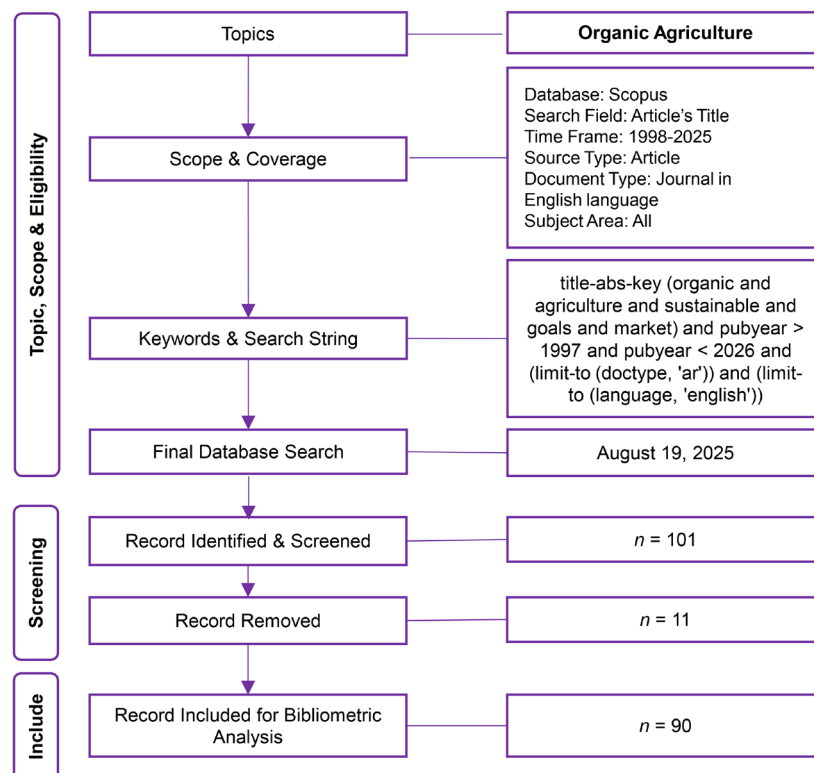 Topic, Scope & Eligibility
Topics
Organic Agriculture
Scope & Coverage
Database: Scopus
Search Field: Article's Title
Time Frame: 1998-2025
Source Type: Article
Document Type: Journal in
English language
Subject Area: All
Keywords & Search String
title-abs-key (organic and
agriculture and sustainable and
goals and market) and pubyear >
1997 and pubyear < 2026 and
(limit-to (doctype, 'ar')) and (limit-
to (language, 'english'))
Final Database Search
August 19, 2025
Screening
Record Identified & Screened
n = 101
Record Removed
n = 11
Include
Record Included for Bibliometric
Analysis
n = 90